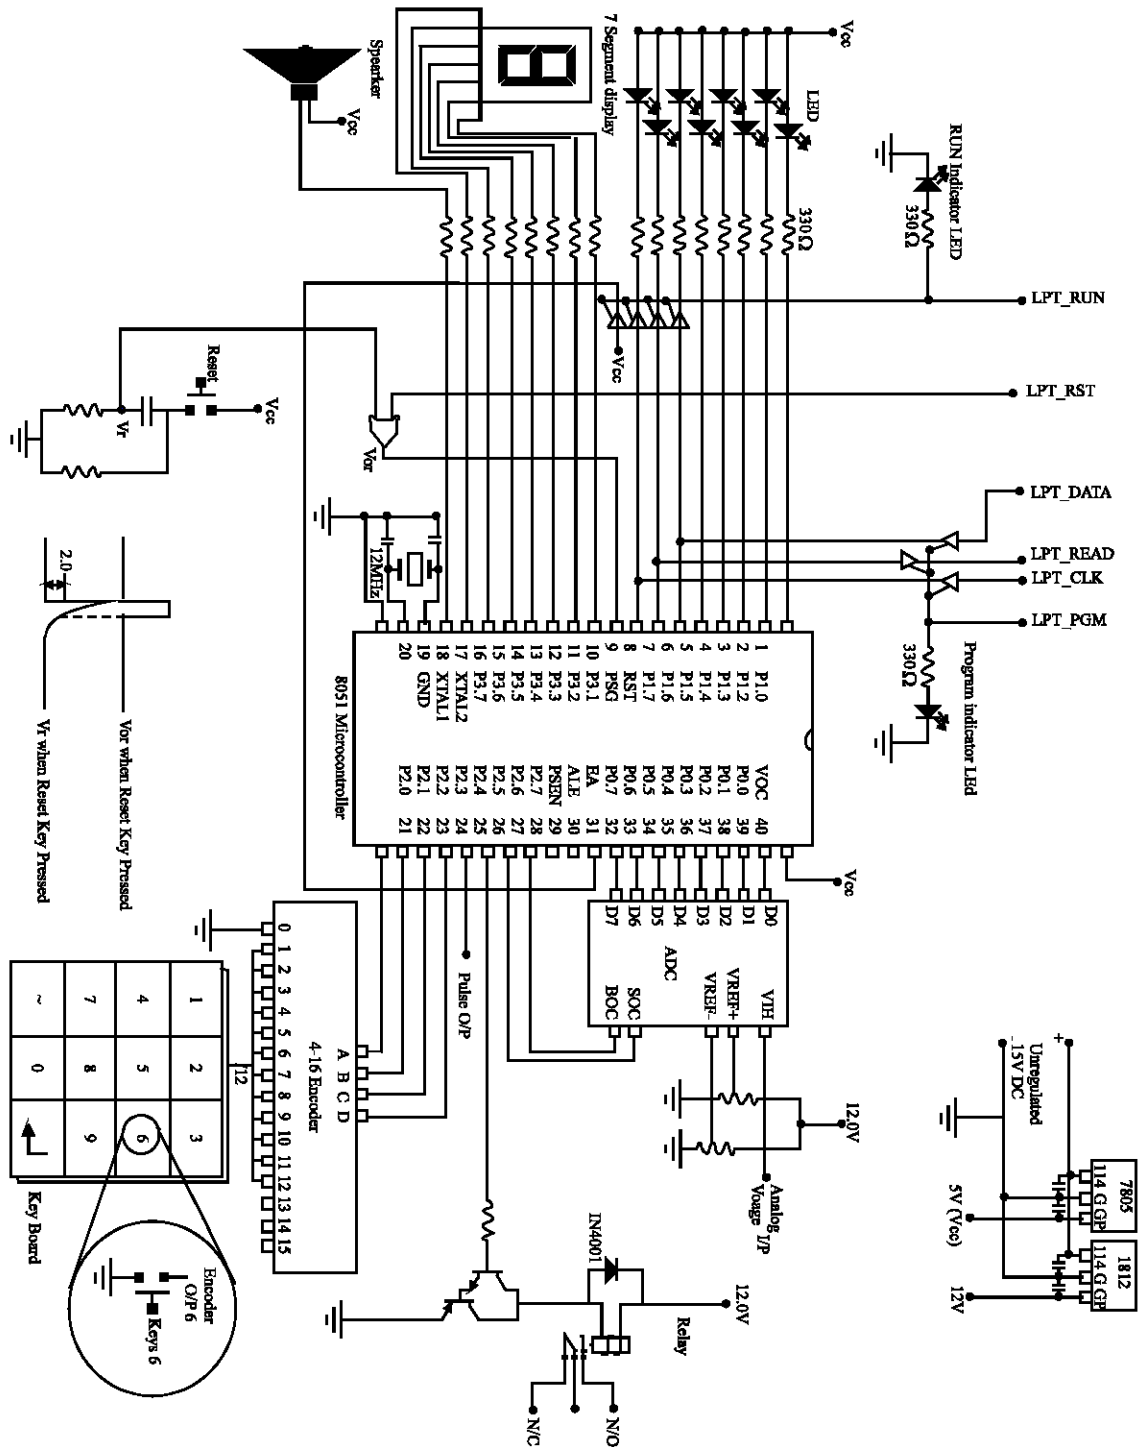 Vcc
LED
330Ω
7 Segment display
Spearker
Vcc
RUN Indicator LED
330Ω
LPT_RUN
LPT_RST
LPT_DATA
LPT_READ
LPT_CLK
LPT_PGM
Vcc
Reset
Vcc
Vr
Vor
12MHz
Program indicator LEd
330Ω
1 P1.0
2 P1.2
3 P1.3
4 P1.4
5 P1.5
6 P1.6
7 P1.7
8 RST
9 PSG
10 P3.1
11 P3.2
12 P3.3
13 P3.4
14 P3.5
15 P3.6
16 P3.7
17 XTAL2
18 XTAL1
19 GND
20
VOC 40
P0.0 39
P0.1 38
P0.2 37
P0.3 36
P0.4 35
P0.5 34
P0.6 33
P0.7 32
EA 31
ALE 30
PSEN 29
P2.7 28
P2.6 27
P2.5 26
P2.4 25
P2.3 24
P2.2 23
P2.1 22
P2.0 21
8051 Microcontroller
Vcc
2.0
Vor when Reset Key Pressed
Vr when Reset Key Pressed
D0
D1
D2
D3
D4
D5
D6
D7
ADC
VIH
VREF+
VREF-
SOC
BOC
12.0V
Analog
Voage I/P
Pulse O/P
A B C D
4-16 Encoder
0 1 2 3 4 5 6 7 8 9 10 11 12 13 14 15
/12
1 2 3
4 5 6
7 8 9
~ 0
Key Board
Encoder
O/P 6
Keys 6
IN4001
12.0V
Relay
N/O
N/C
+
Unregulated
-15V DC
7805
114 G GP
1812
114 G GP
5V (Vcc)
12V